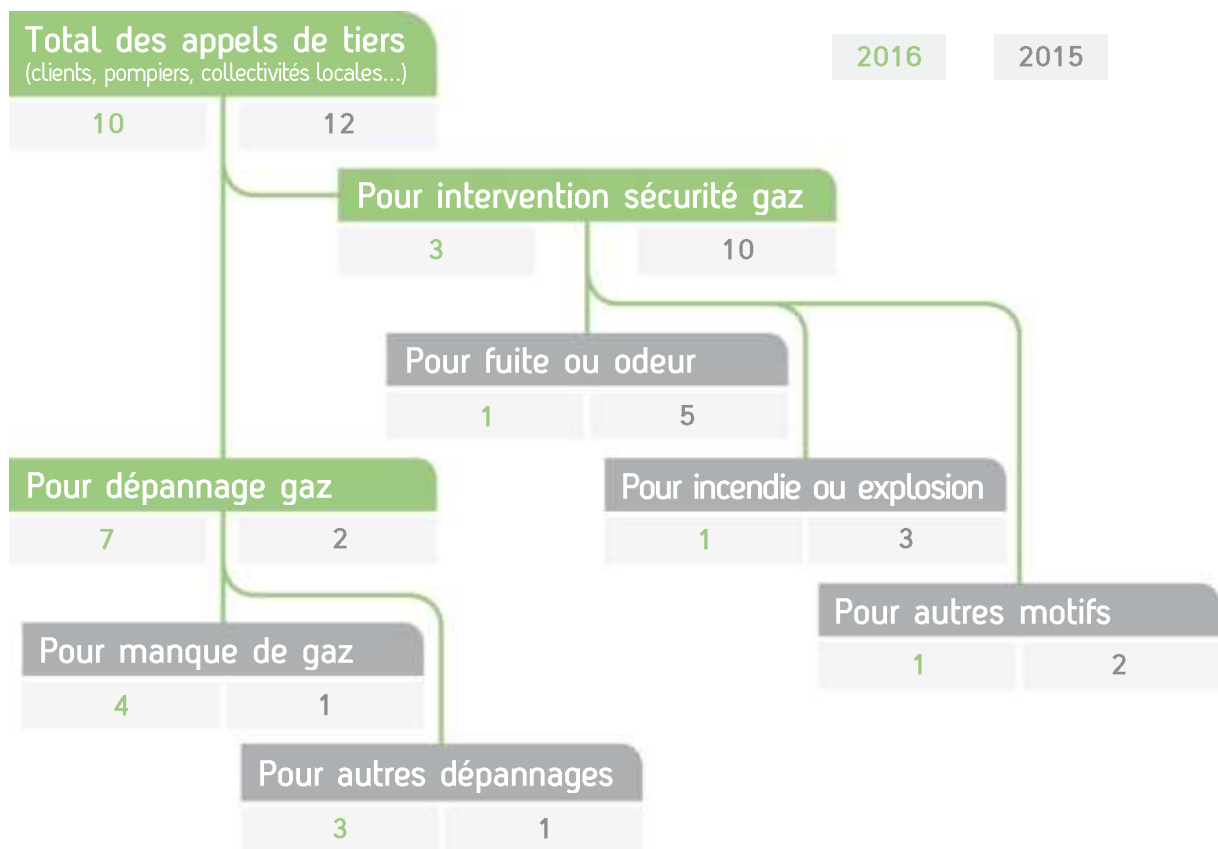 Total des appels de tiers
(clients, pompiers, collectivités locales...)
2016 2015
10 12
Pour intervention sécurité gaz
3 10
Pour fuite ou odeur
1 5
Pour dépannage gaz
7 2
Pour incendie ou explosion
1 3
Pour autres motifs
1 2
Pour manque de gaz
4 1
Pour autres dépannages
3 1